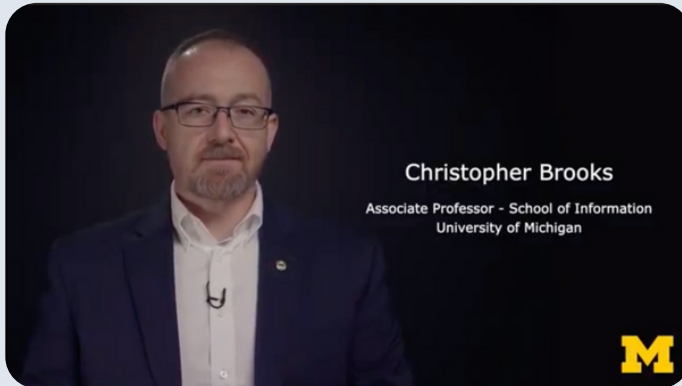 Christopher Brooks
Associate Professor - School of Information
University of Michigan
M